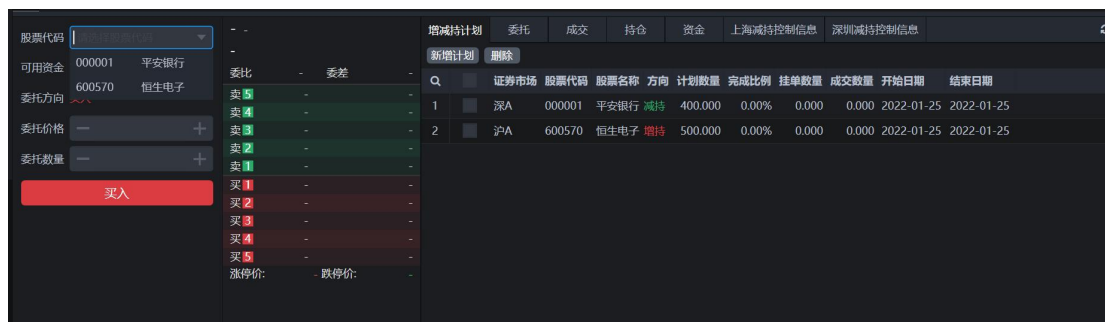 股票代码
000001 平安银行
600570 恒生电子
可用资金
委托方向
委托价格
委托数量
买入
- -
-
委比 - 委差 -
卖5 - -
卖4 - -
卖3 - -
卖2 - -
卖1 - -
买1 - -
买2 - -
买3 - -
买4 - -
买5 - -
涨停价: - 跌停价: -
增减持计划 委托 成交 持仓 资金 上海减持控制信息 深圳减持控制信息
新增计划 删除
证券市场 股票代码 股票名称 方向 计划数量 完成比例 挂单数量 成交数量 开始日期 结束日期
1 深A 000001 平安银行 减持 400.000 0.00% 0.000 0.000 2022-01-25 2022-01-25
2 沪A 600570 恒生电子 增持 500.000 0.00% 0.000 0.000 2022-01-25 2022-01-25